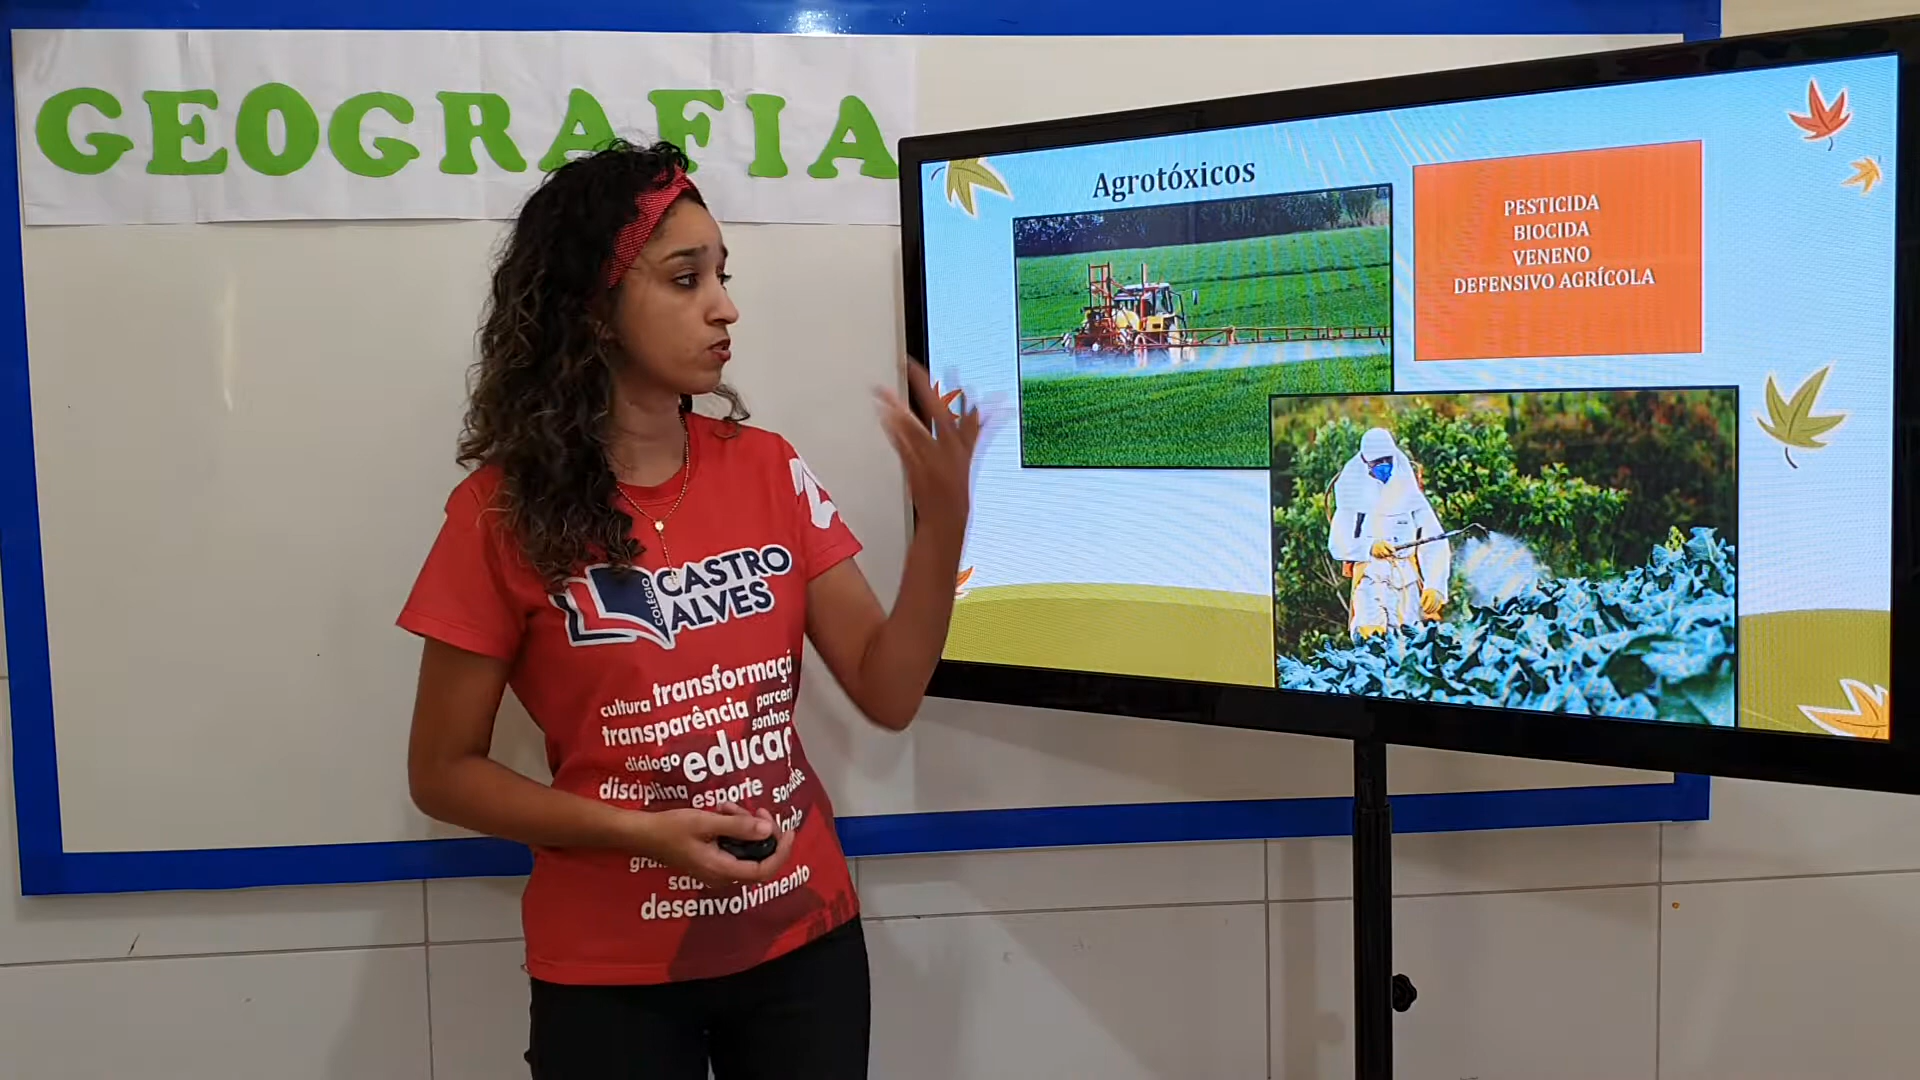 GEOGRAFIA
Agrotóxicos
PESTICIDA
BIOCIDA
VENENO
DEFENSIVO AGRÍCOLA
COLÉGIO
CASTRO
ALVES
cultura transformaçã
transparência parceri
sonhos
diálogo educaç
disciplina esporte
desenvolvimento